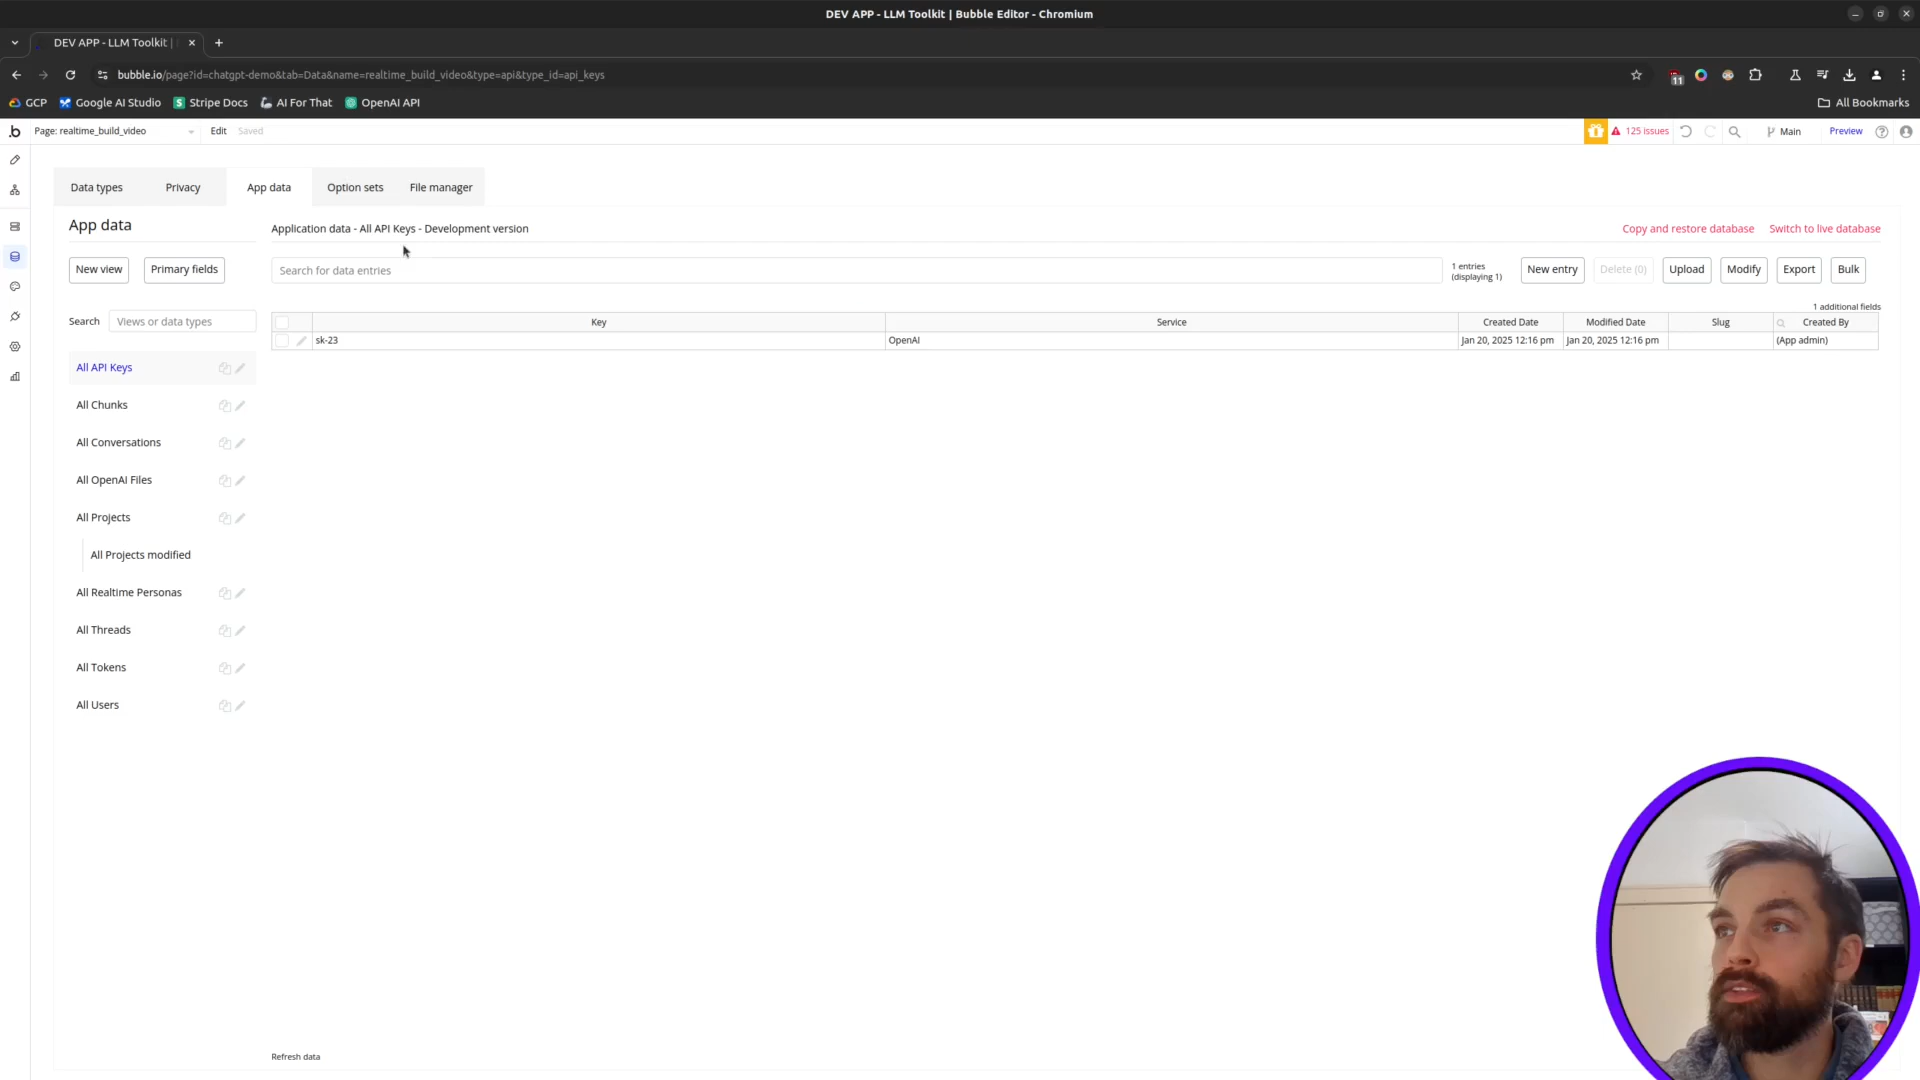 DEV APP - LLM Toolkit | Bubble Editor - Chromium
DEV APP - LLM Toolkit |
bubble.io/page?id=chatgpt-demo&tab=Data&name=realtime_build_video&type=api&type_id=api_keys
11
GCP Google AI Studio Stripe Docs AI For That OpenAI API All Bookmarks
Page: realtime_build_video Edit Saved 125 issues Main Preview
Data types Privacy App data Option sets File manager
App data
Application data - All API Keys - Development version
Copy and restore database Switch to live database
New view Primary fields
Search for data entries
1 entries
(displaying 1)
New entry Delete (0) Upload Modify Export Bulk
1 additional fields
Search Views or data types
Key Service Created Date Modified Date Slug Created By
sk-23 OpenAI Jan 20, 2025 12:16 pm Jan 20, 2025 12:16 pm (App admin)
All API Keys
All Chunks
All Conversations
All OpenAI Files
All Projects
All Projects modified
All Realtime Personas
All Threads
All Tokens
All Users
Refresh data